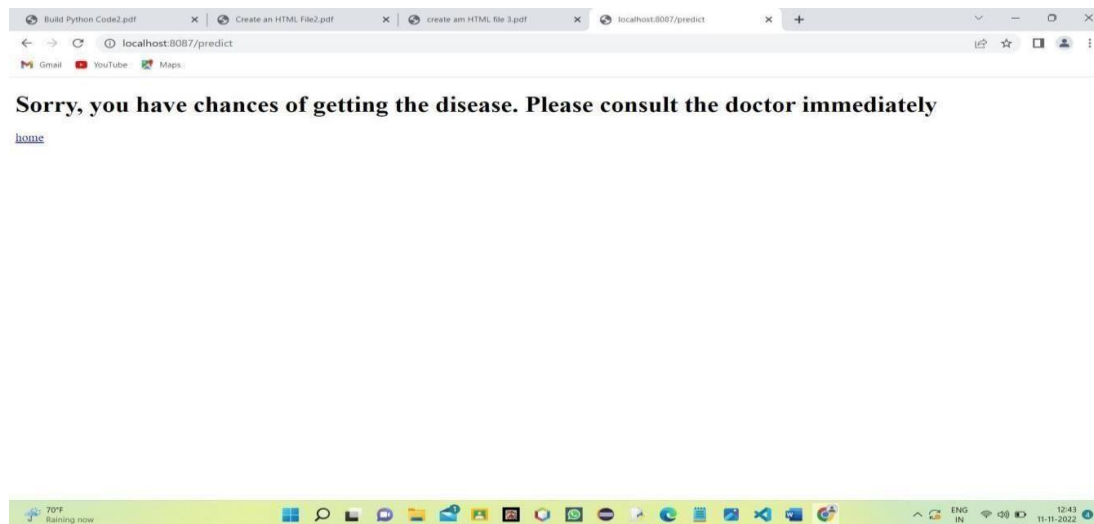 Build Python Code2.pdf
Create an HTML File2.pdf
create am HTML file 3.pdf
localhost:8087/predict
localhost:8087/predict
Gmail YouTube Maps
Sorry, you have chances of getting the disease. Please consult the doctor immediately
home
70°F
Raining now
ENG
IN
12:43
11-11-2022